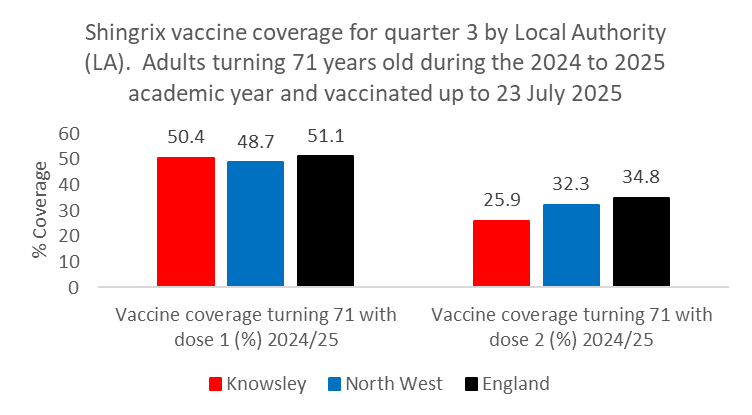 Shingrix vaccine coverage for quarter 3 by Local Authority
(LA).  Adults turning 71 years old during the 2024 to 2025
academic year and vaccinated up to 23 July 2025
% Coverage
60
50
40
30
20
10
0
50.4
48.7
51.1
25.9
32.3
34.8
Vaccine coverage turning 71 with
dose 1 (%) 2024/25
Vaccine coverage turning 71 with
dose 2 (%) 2024/25
Knowsley
North West
England